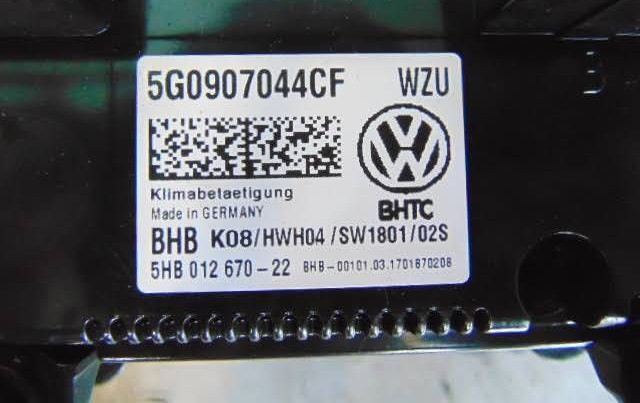 5G0907044CF WZU
B
Klimabetaetigung
Made in GERMANY
BHTC
BHB K08/HWH04/SW1801/02S
5HB 012 670-22 BHB-00101.03.1701870208